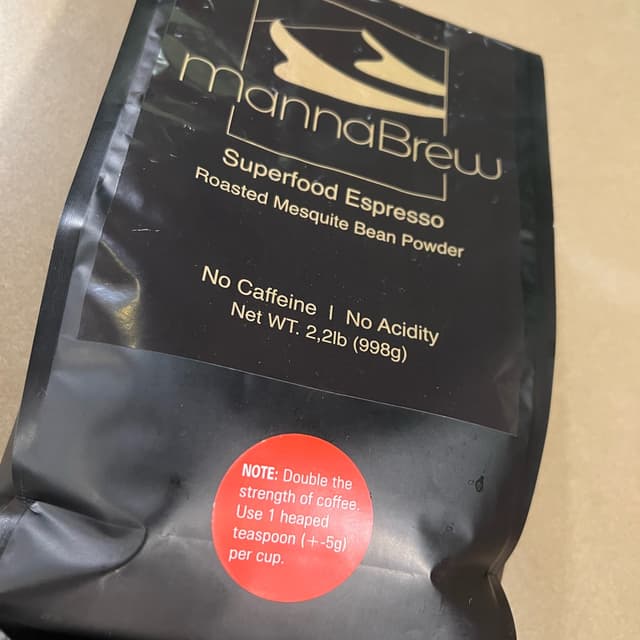 mannaBrew
Superfood Espresso
Roasted Mesquite Bean Powder
No Caffeine | No Acidity
Net WT. 2,2lb (998g)
NOTE: Double the
strength of coffee.
Use 1 heaped
teaspoon (+-5g)
per cup.